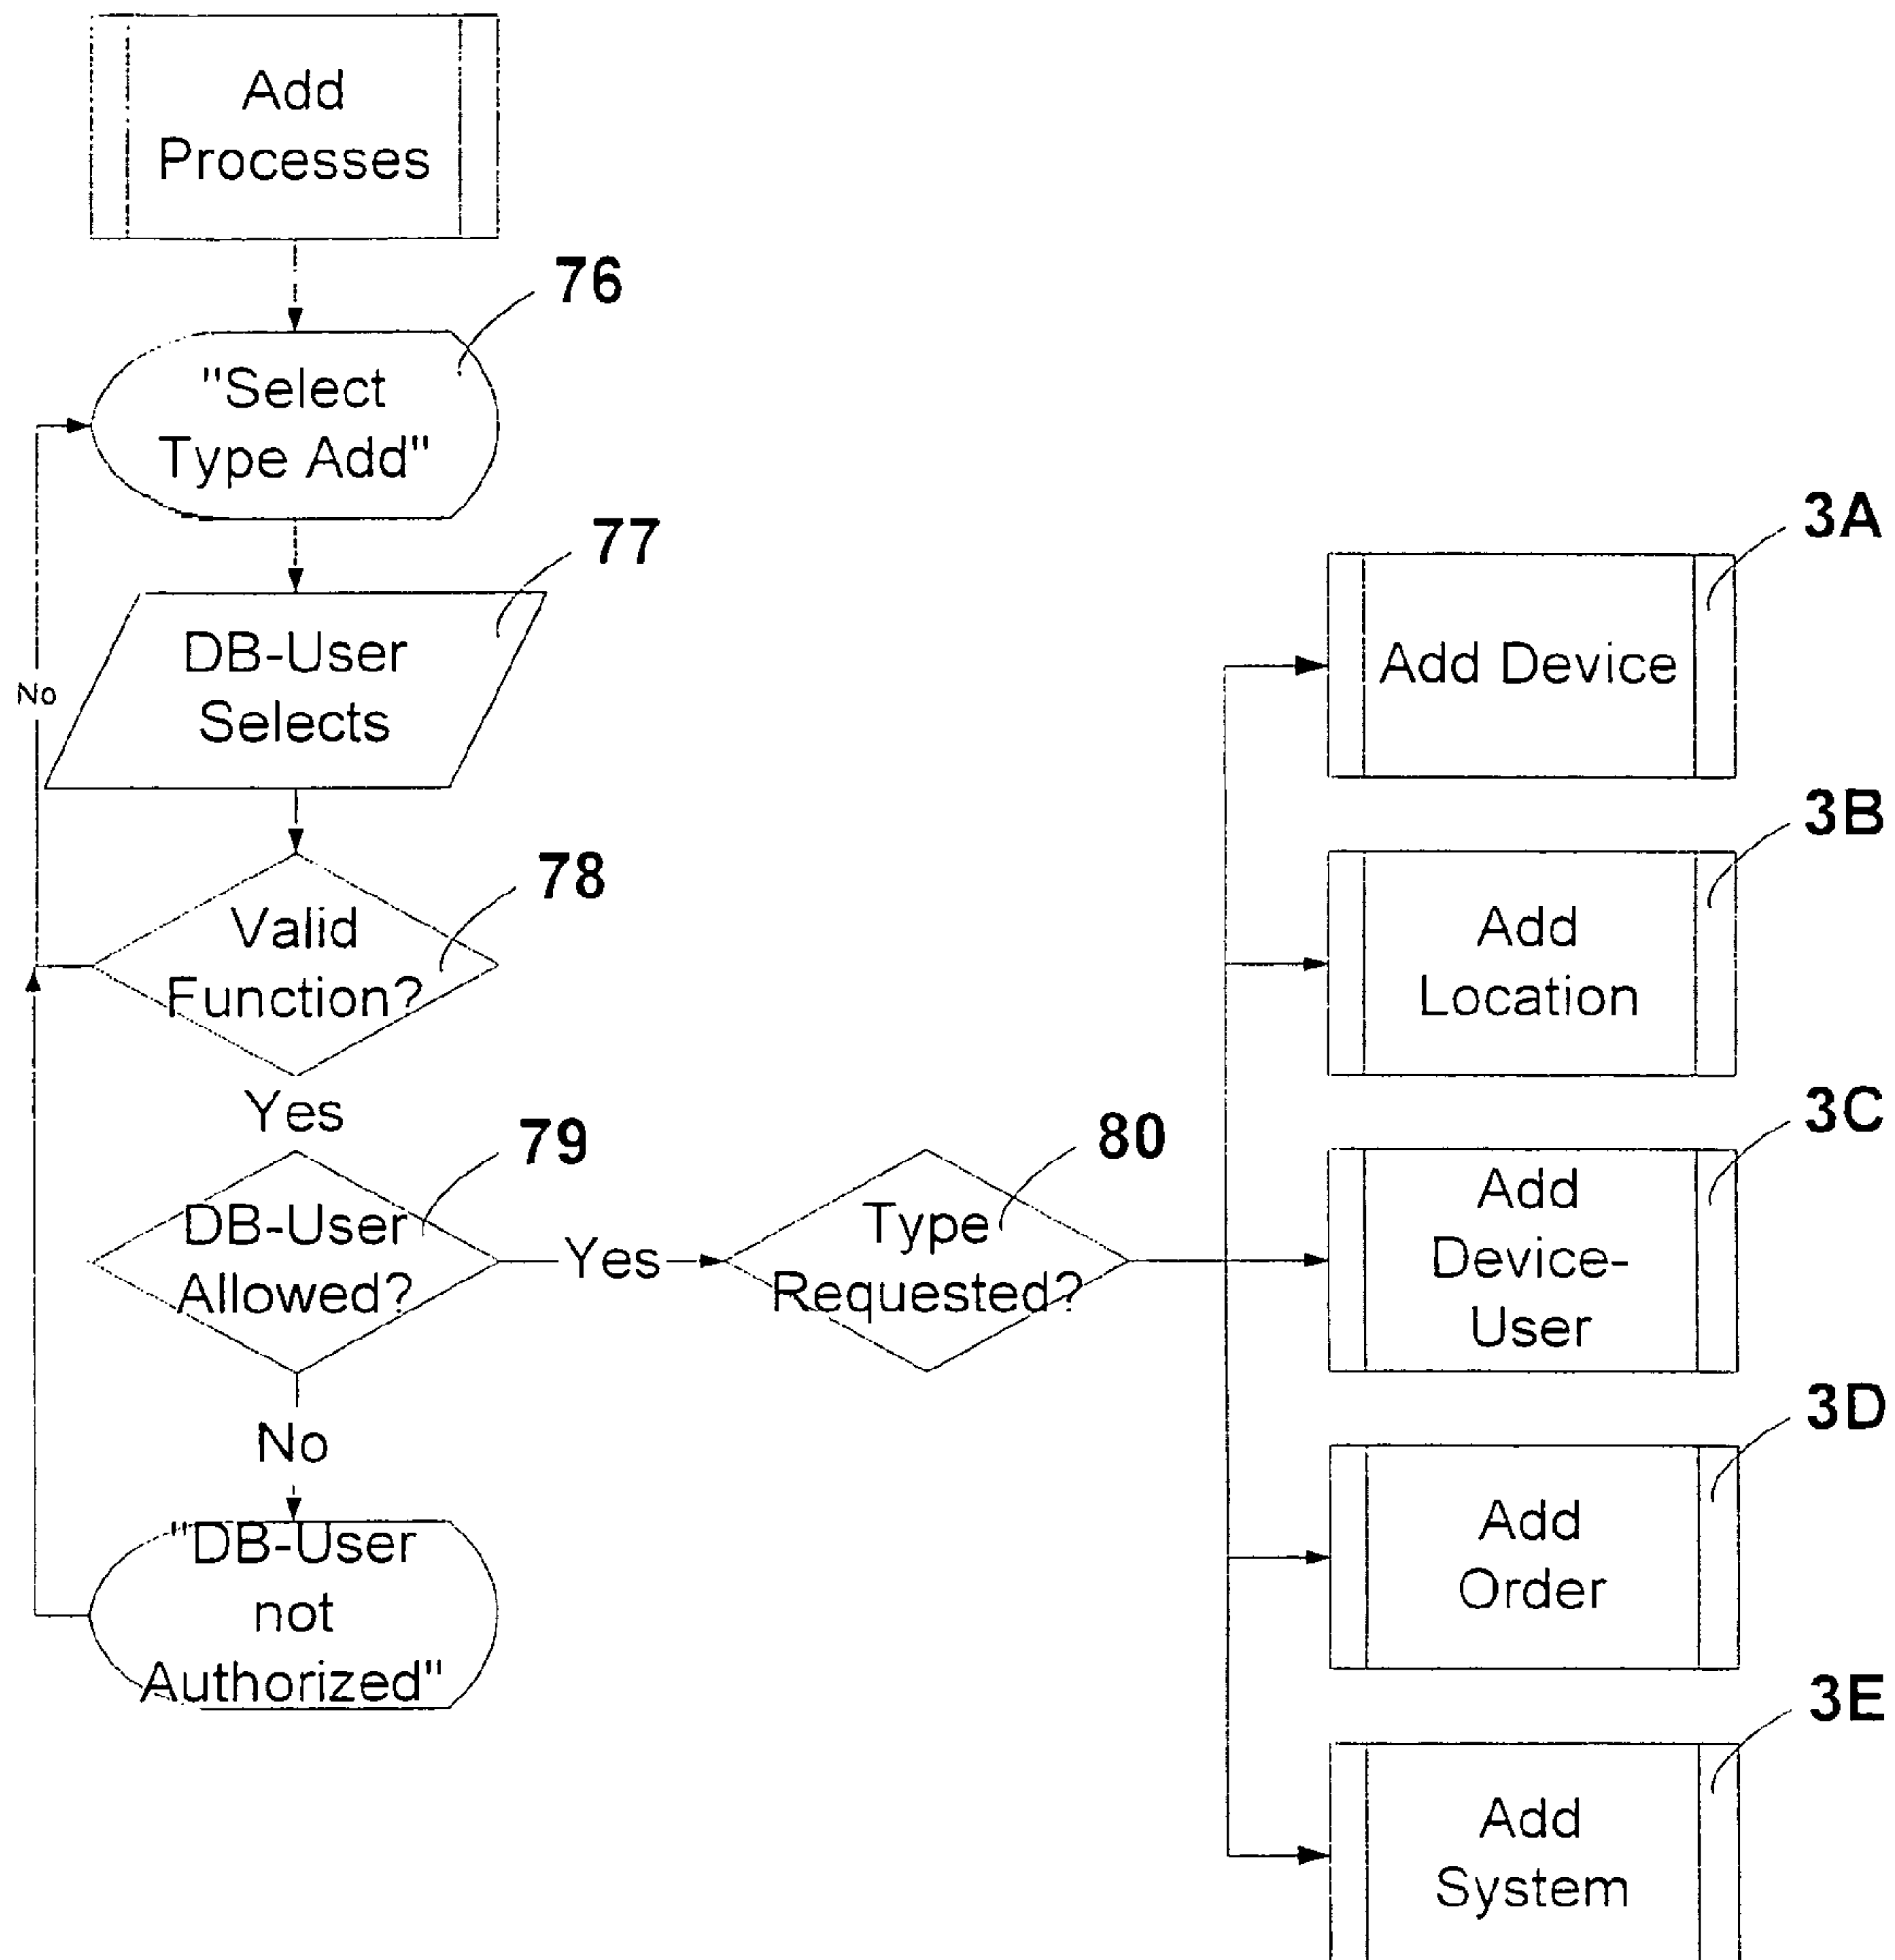 Add
Processes
76
"Select
Type Add"
77
DB-User
Selects
No
78
Valid
Function?
Yes
79
DB-User
Allowed?
Yes
80
Type
Requested?
No
"DB-User
not
Authorized"
3A
Add Device
3B
Add
Location
3C
Add
Device-
User
3D
Add
Order
3E
Add
System